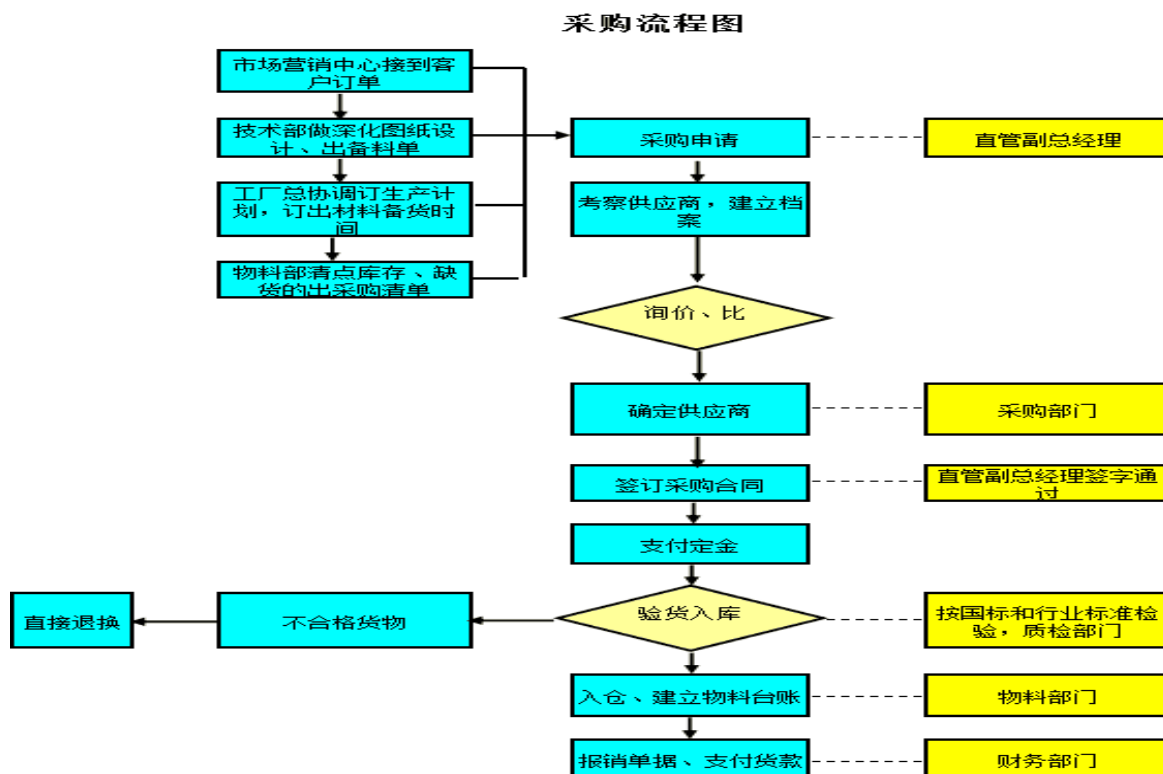 采购流程图
市场营销中心接到客
户订单
技术部做深化图纸设
计、出备料单
采购申请
直管副总经理
工厂总协调订生产计
划，订出材料备货时
间
考察供应商，建立档
案
物料部清点库存、缺
货的出采购清单
询价、比
确定供应商
采购部门
签订采购合同
直管副总经理签字通
过
支付定金
直接退换
不合格货物
验货入库
按国标和行业标准检
验，质检部门
入仓、建立物料台账
物料部门
报销单据、支付货款
财务部门